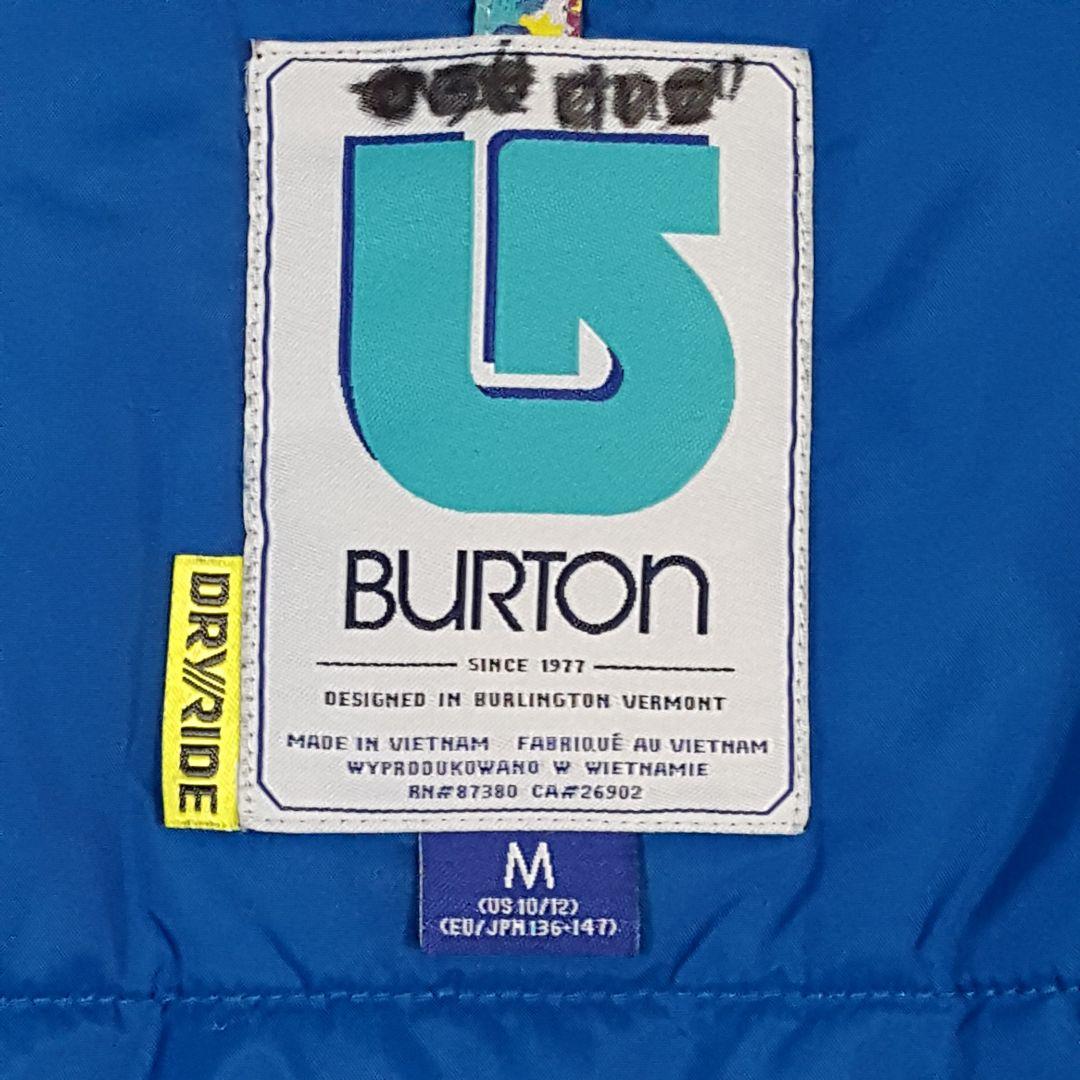 BURTON
SINCE 1977
DESIGNED IN BURLINGTON VERMONT
MADE IN VIETNAM FABRIQUÉ AU VIETNAM
WYPRODUKOWANO W WIETNAMIE
RN#87380 CA#26902
DRY//RIDE
M
(US 10/12)
(EU/JPN 136-147)